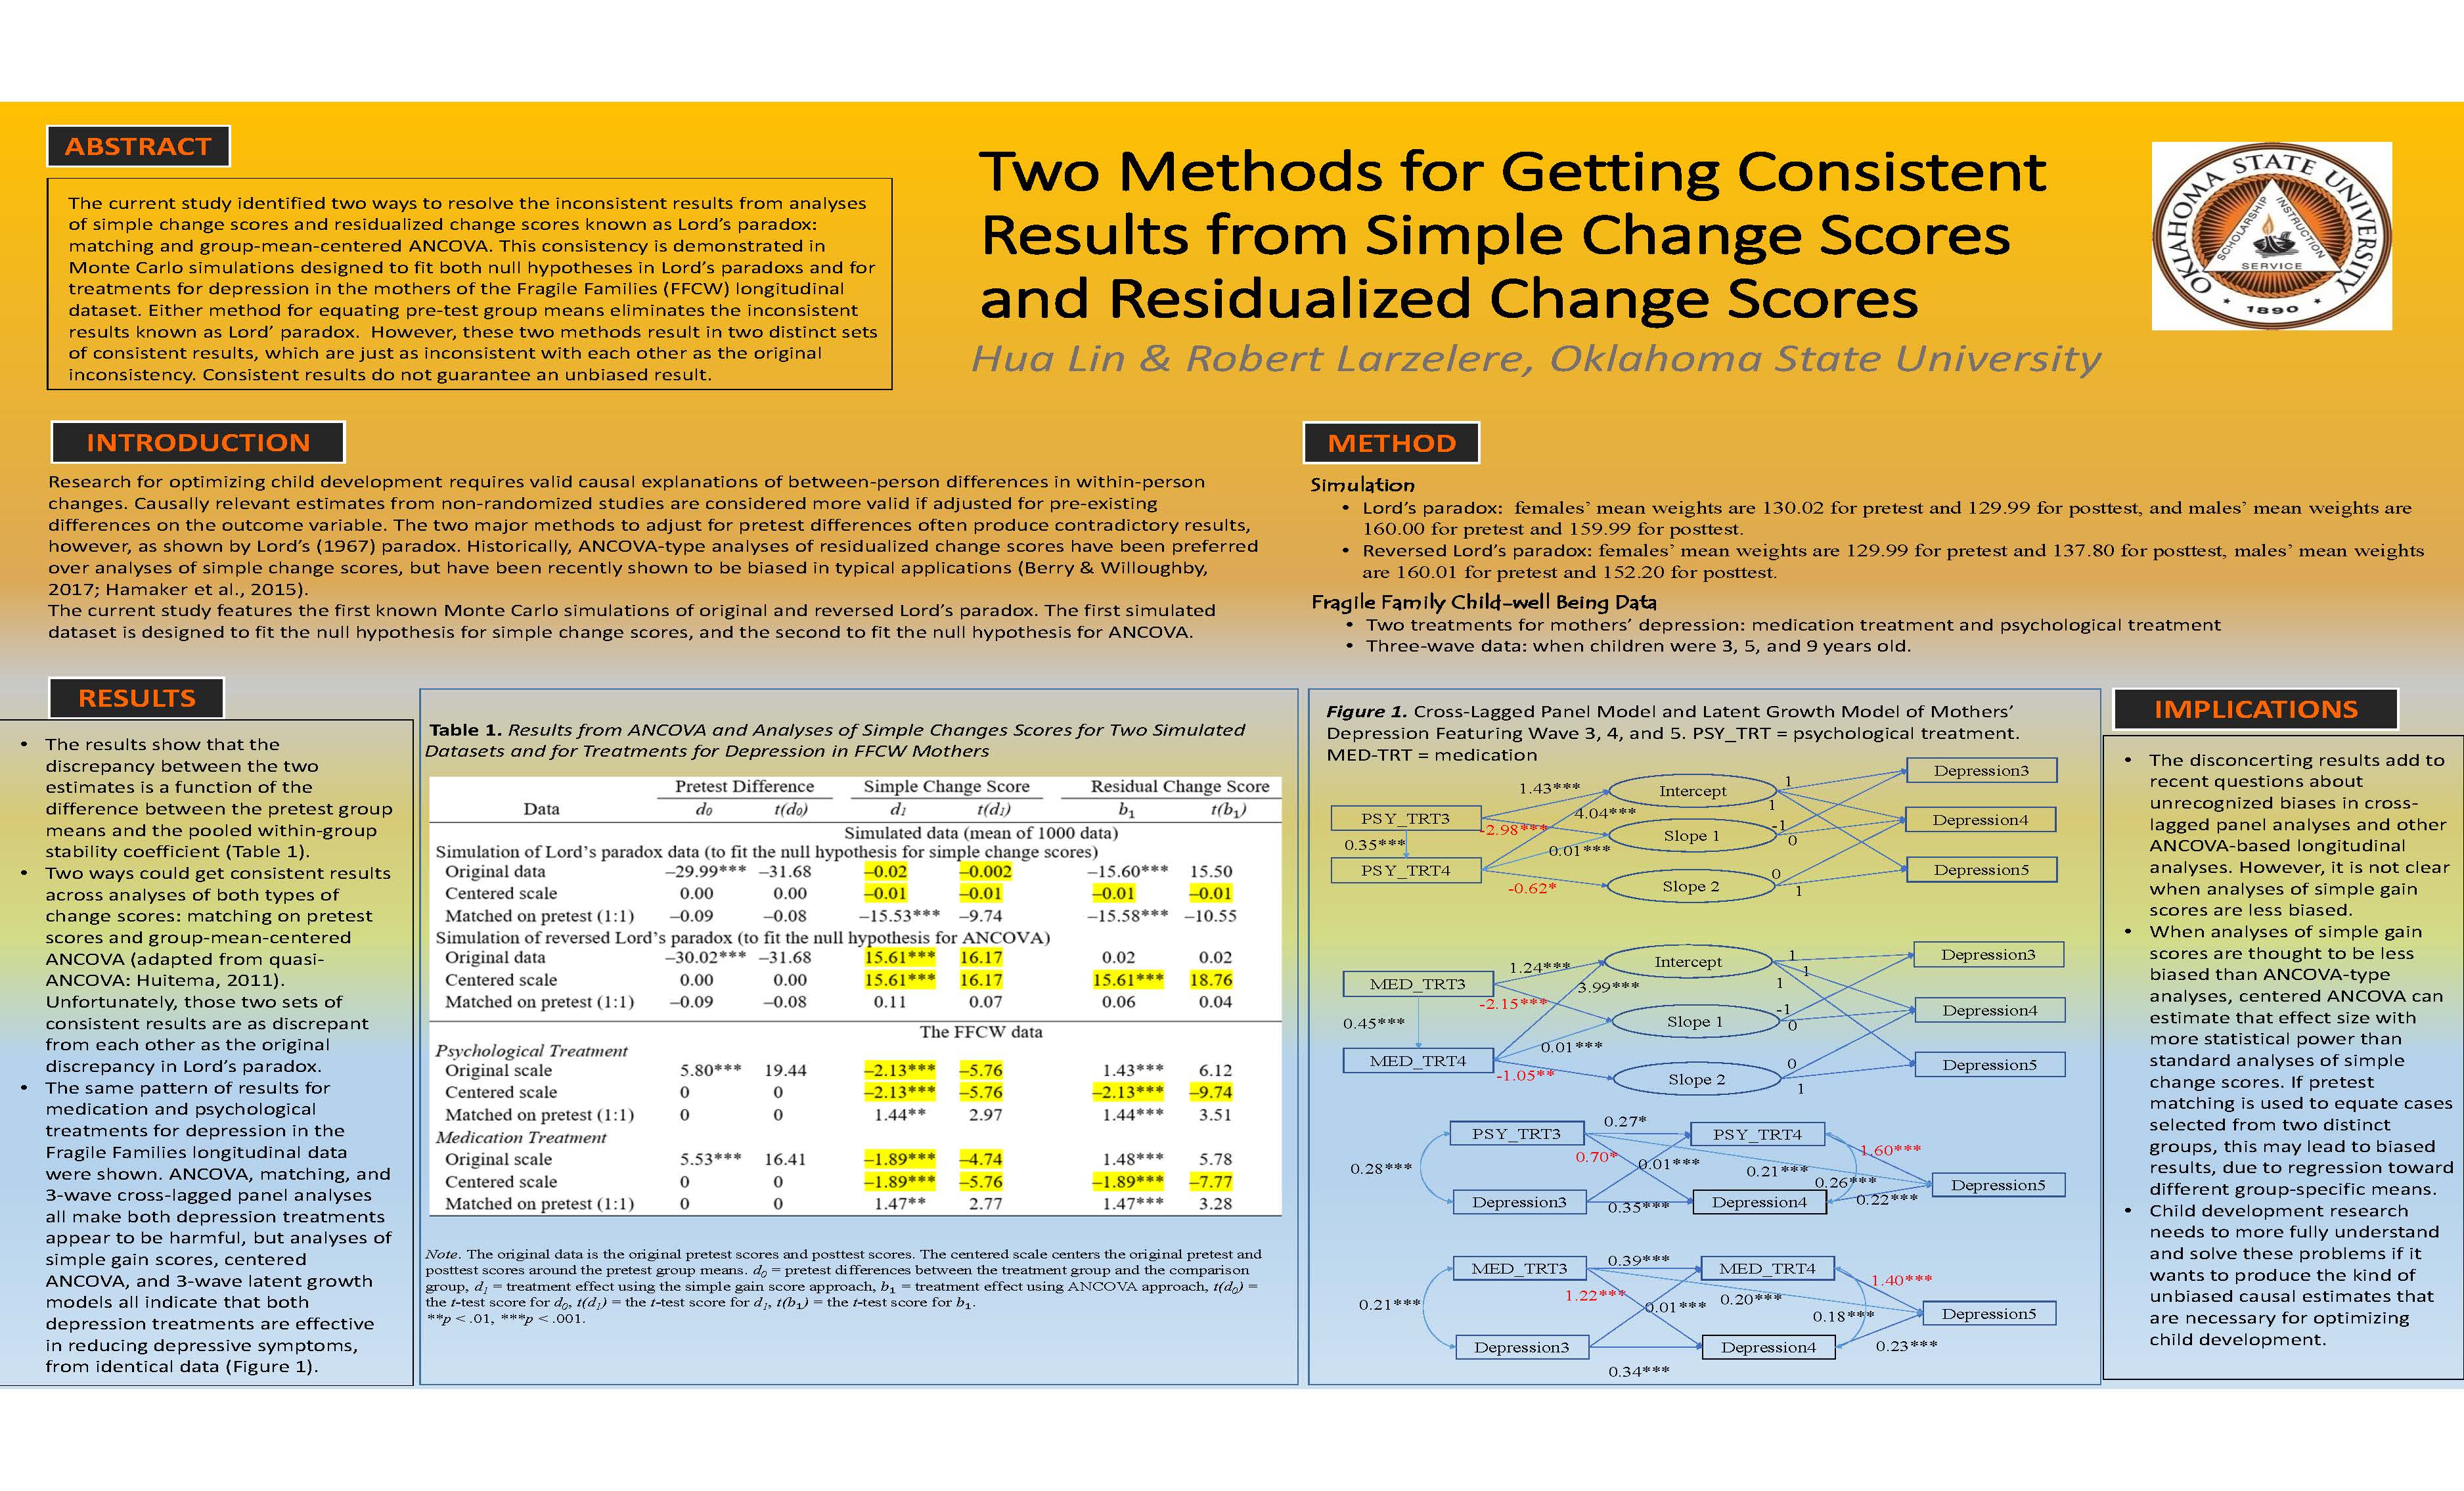 ABSTRACT
The current study identified two ways to resolve the inconsistent results from analyses
of simple change scores and residualized change scores known as Lord's paradox:
matching and group-mean-centered ANCOVA. This consistency is demonstrated in
Monte Carlo simulations designed to fit both null hypotheses in Lord's paradoxs and for
treatments for depression in the mothers of the Fragile Families (FFCW) longitudinal
dataset. Either method for equating pre-test group means eliminates the inconsistent
results known as Lord' paradox.  However, these two methods result in two distinct sets
of consistent results, which are just as inconsistent with each other as the original
inconsistency. Consistent results do not guarantee an unbiased result.
Two Methods for Getting Consistent
Results from Simple Change Scores
and Residualized Change Scores
Hua Lin & Robert Larzelere, Oklahoma State University
OKLAHOMA STATE UNIVERSITY
SCHOLARSHIP
INSTRUCTION
SERVICE
• 1890 •
INTRODUCTION
Research for optimizing child development requires valid causal explanations of between-person differences in within-person
changes. Causally relevant estimates from non-randomized studies are considered more valid if adjusted for pre-existing
differences on the outcome variable. The two major methods to adjust for pretest differences often produce contradictory results,
however, as shown by Lord's (1967) paradox. Historically, ANCOVA-type analyses of residualized change scores have been preferred
over analyses of simple change scores, but have been recently shown to be biased in typical applications (Berry & Willoughby,
2017; Hamaker et al., 2015).
The current study features the first known Monte Carlo simulations of original and reversed Lord's paradox. The first simulated
dataset is designed to fit the null hypothesis for simple change scores, and the second to fit the null hypothesis for ANCOVA.
METHOD
Simulation
• Lord's paradox:  females' mean weights are 130.02 for pretest and 129.99 for posttest, and males' mean weights are
160.00 for pretest and 159.99 for posttest.
• Reversed Lord's paradox: females' mean weights are 129.99 for pretest and 137.80 for posttest, males' mean weights
are 160.01 for pretest and 152.20 for posttest.
Fragile Family Child-well Being Data
• Two treatments for mothers' depression: medication treatment and psychological treatment
• Three-wave data: when children were 3, 5, and 9 years old.
RESULTS
• The results show that the
discrepancy between the two
estimates is a function of the
difference between the pretest group
means and the pooled within-group
stability coefficient (Table 1).
• Two ways could get consistent results
across analyses of both types of
change scores: matching on pretest
scores and group-mean-centered
ANCOVA (adapted from quasi-
ANCOVA: Huitema, 2011).
Unfortunately, those two sets of
consistent results are as discrepant
from each other as the original
discrepancy in Lord's paradox.
• The same pattern of results for
medication and psychological
treatments for depression in the
Fragile Families longitudinal data
were shown. ANCOVA, matching, and
3-wave cross-lagged panel analyses
all make both depression treatments
appear to be harmful, but analyses of
simple gain scores, centered
ANCOVA, and 3-wave latent growth
models all indicate that both
depression treatments are effective
in reducing depressive symptoms,
from identical data (Figure 1).
Table 1. Results from ANCOVA and Analyses of Simple Changes Scores for Two Simulated
Datasets and for Treatments for Depression in FFCW Mothers
Pretest Difference Simple Change Score Residual Change Score
Data d0 t(d0) d1 t(d1) b1 t(b1)
Simulated data (mean of 1000 data)
Simulation of Lord's paradox data (to fit the null hypothesis for simple change scores)
Original data −29.99*** −31.68 −0.02 −0.002 −15.60*** 15.50
Centered scale 0.00 0.00 −0.01 −0.01 −0.01 −0.01
Matched on pretest (1:1) −0.09 −0.08 −15.53*** −9.74 −15.58*** −10.55
Simulation of reversed Lord's paradox (to fit the null hypothesis for ANCOVA)
Original data −30.02*** −31.68 15.61*** 16.17 0.02 0.02
Centered scale 0.00 0.00 15.61*** 16.17 15.61*** 18.76
Matched on pretest (1:1) −0.09 −0.08 0.11 0.07 0.06 0.04
The FFCW data
Psychological Treatment
Original scale 5.80*** 19.44 −2.13*** −5.76 1.43*** 6.12
Centered scale 0 0 −2.13*** −5.76 −2.13*** −9.74
Matched on pretest (1:1) 0 0 1.44** 2.97 1.44*** 3.51
Medication Treatment
Original scale 5.53*** 16.41 −1.89*** −4.74 1.48*** 5.78
Centered scale 0 0 −1.89*** −5.76 −1.89*** −7.77
Matched on pretest (1:1) 0 0 1.47** 2.77 1.47*** 3.28
Note. The original data is the original pretest scores and posttest scores. The centered scale centers the original pretest and
posttest scores around the pretest group means. d0 = pretest differences between the treatment group and the comparison
group, d1 = treatment effect using the simple gain score approach, b1 = treatment effect using ANCOVA approach, t(d0) =
the t-test score for d0, t(d1) = the t-test score for d1, t(b1) = the t-test score for b1.
**p < .01, ***p < .001.
Figure 1. Cross-Lagged Panel Model and Latent Growth Model of Mothers'
Depression Featuring Wave 3, 4, and 5. PSY_TRT = psychological treatment.
MED-TRT = medication
PSY_TRT3
PSY_TRT4
0.35***
1.43***
4.04***
-2.98***
0.01***
-0.62*
Intercept
Slope 1
Slope 2
1
1
-1
0
0
1
Depression3
Depression4
Depression5
MED_TRT3
MED_TRT4
0.45***
1.24***
3.99***
-2.15***
0.01***
-1.05**
Intercept
Slope 1
Slope 2
1
1
1
-1
0
0
1
Depression3
Depression4
Depression5
PSY_TRT3
0.27*
PSY_TRT4
0.28***
0.70*
0.01***
0.21***
1.60***
0.26***
0.22***
Depression3
0.35***
Depression4
Depression5
MED_TRT3
0.39***
MED_TRT4
0.21***
1.22***
0.01***
0.20***
1.40***
0.18***
0.23***
Depression3
0.34***
Depression4
Depression5
IMPLICATIONS
• The disconcerting results add to
recent questions about
unrecognized biases in cross-
lagged panel analyses and other
ANCOVA-based longitudinal
analyses. However, it is not clear
when analyses of simple gain
scores are less biased.
• When analyses of simple gain
scores are thought to be less
biased than ANCOVA-type
analyses, centered ANCOVA can
estimate that effect size with
more statistical power than
standard analyses of simple
change scores. If pretest
matching is used to equate cases
selected from two distinct
groups, this may lead to biased
results, due to regression toward
different group-specific means.
• Child development research
needs to more fully understand
and solve these problems if it
wants to produce the kind of
unbiased causal estimates that
are necessary for optimizing
child development.